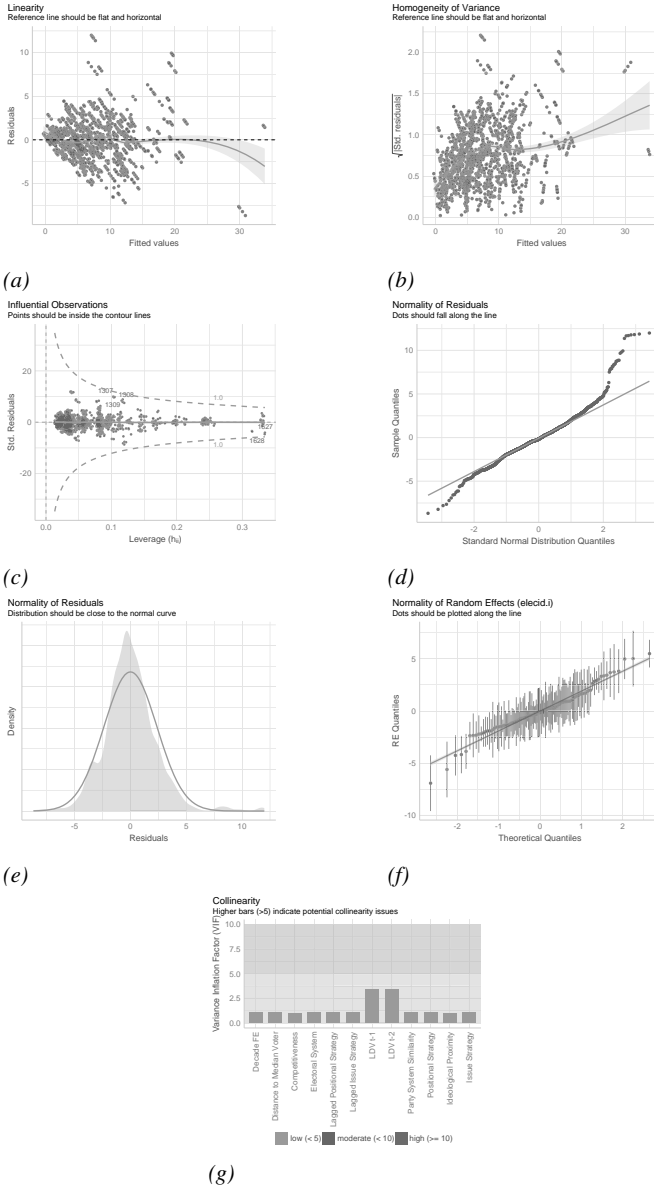 Linearity
Reference line should be flat and horizontal
10
5
0
-5
0
10
20
30
Residuals
Fitted values
(a)
Homogeneity of Variance
Reference line should be flat and horizontal
2.0
1.5
1.0
0.5
0.0
0
10
20
30
√|Std. residuals|
Fitted values
(b)
Influential Observations
Points should be inside the contour lines
20
0
-20
1307
1308
1309
1.0
1627
1628
1.0
0.0
0.1
0.2
0.3
Std. Residuals
Leverage (hᵢᵢ)
(c)
Normality of Residuals
Dots should fall along the line
10
5
0
-5
-2
0
2
Sample Quantiles
Standard Normal Distribution Quantiles
(d)
Normality of Residuals
Distribution should be close to the normal curve
Density
-5
0
5
10
Residuals
(e)
Normality of Random Effects (elecid.i)
Dots should be plotted along the line
5
0
-5
-10
-2
-1
0
1
2
RE Quantiles
Theoretical Quantiles
(f)
Collinearity
Higher bars (>5) indicate potential collinearity issues
Variance Inflation Factor (VIF)
10.0
7.5
5.0
2.5
0.0
Decade FE
Distance to Median Voter
Competitiveness
Electoral System
Lagged Positional Strategy
Lagged Issue Strategy
LDV t-1
LDV t-2
Party System Similarity
Positional Strategy
Ideological Proximity
Issue Strategy
low (< 5) moderate (< 10) high (>= 10)
(g)